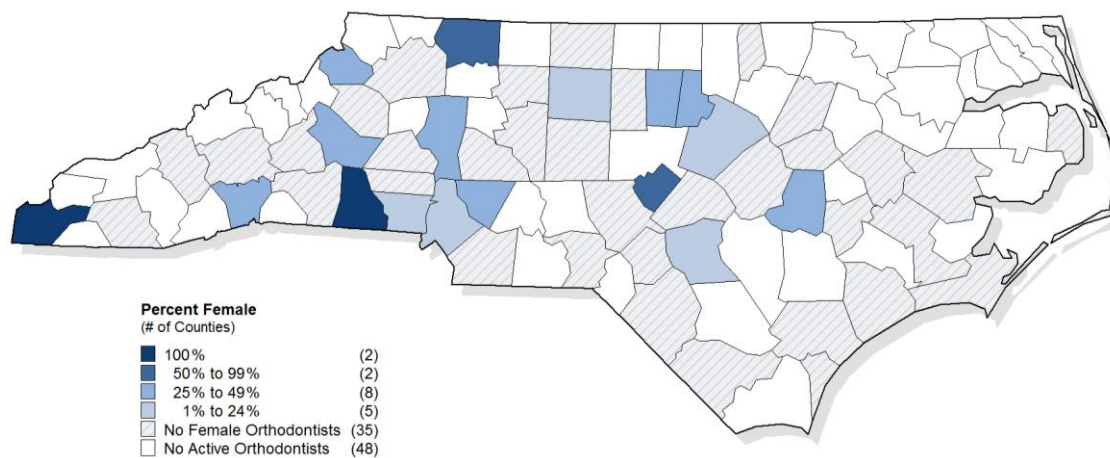 Percent Female
(# of Counties)
100% (2)
50% to 99% (2)
25% to 49% (8)
1% to 24% (5)
No Female Orthodontists (35)
No Active Orthodontists (48)